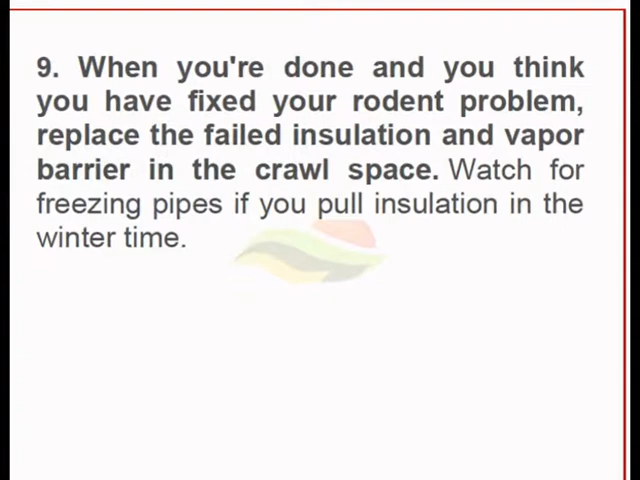 9. When you're done and you think
you have fixed your rodent problem,
replace the failed insulation and vapor
barrier in the crawl space. Watch for
freezing pipes if you pull insulation in the
winter time.